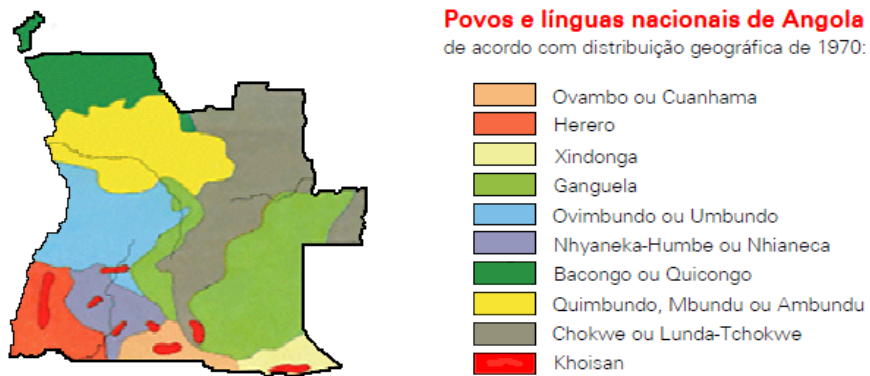 Povos e línguas nacionais de Angola
de acordo com distribuição geográfica de 1970:
Ovambo ou Cuanhama
Herero
Xindonga
Ganguela
Ovimbundo ou Umbundo
Nhyaneka-Humbe ou Nhianeca
Bacongo ou Quicongo
Quimbundo, Mbundu ou Ambundu
Chokwe ou Lunda-Tchokwe
Khoisan